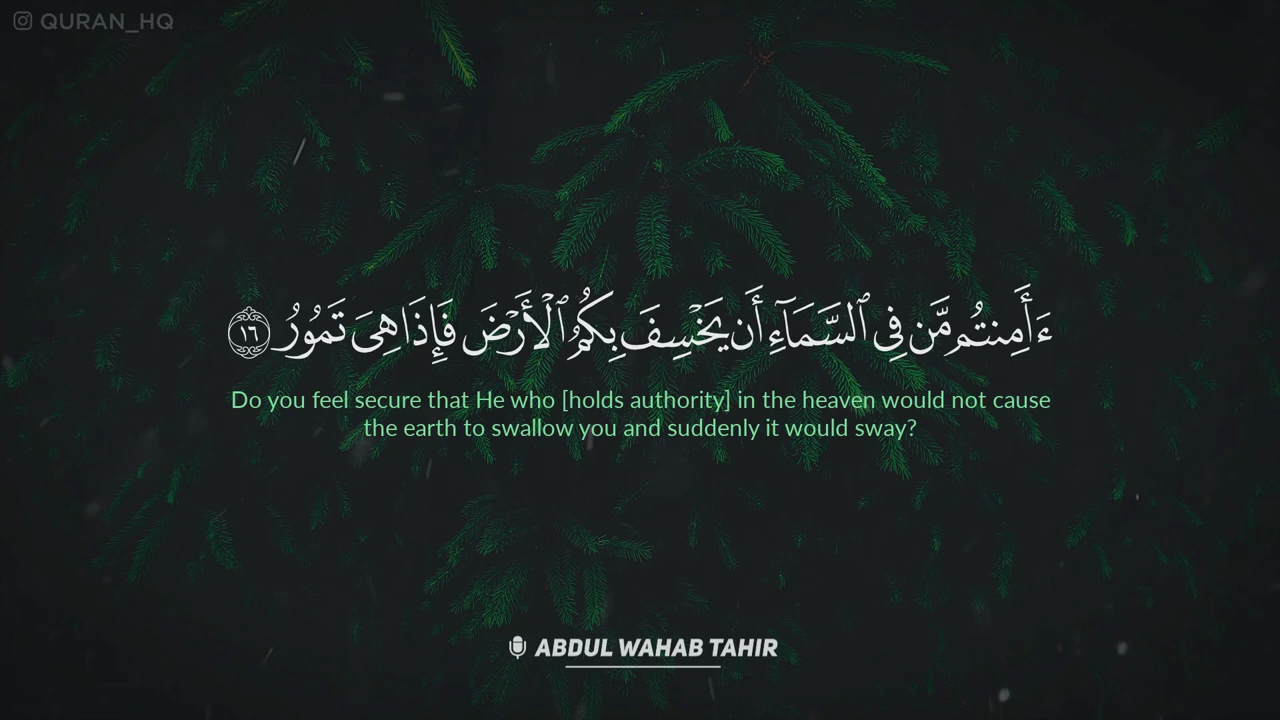 QURAN_HQ
ءَأَمِنتُم مَّن فِى ٱلسَّمَآءِ أَن يَخْسِفَ بِكُمُ ٱلْأَرْضَ فَإِذَا هِىَ تَمُورُ ١٦
Do you feel secure that He who [holds authority] in the heaven would not cause
the earth to swallow you and suddenly it would sway?
ABDUL WAHAB TAHIR